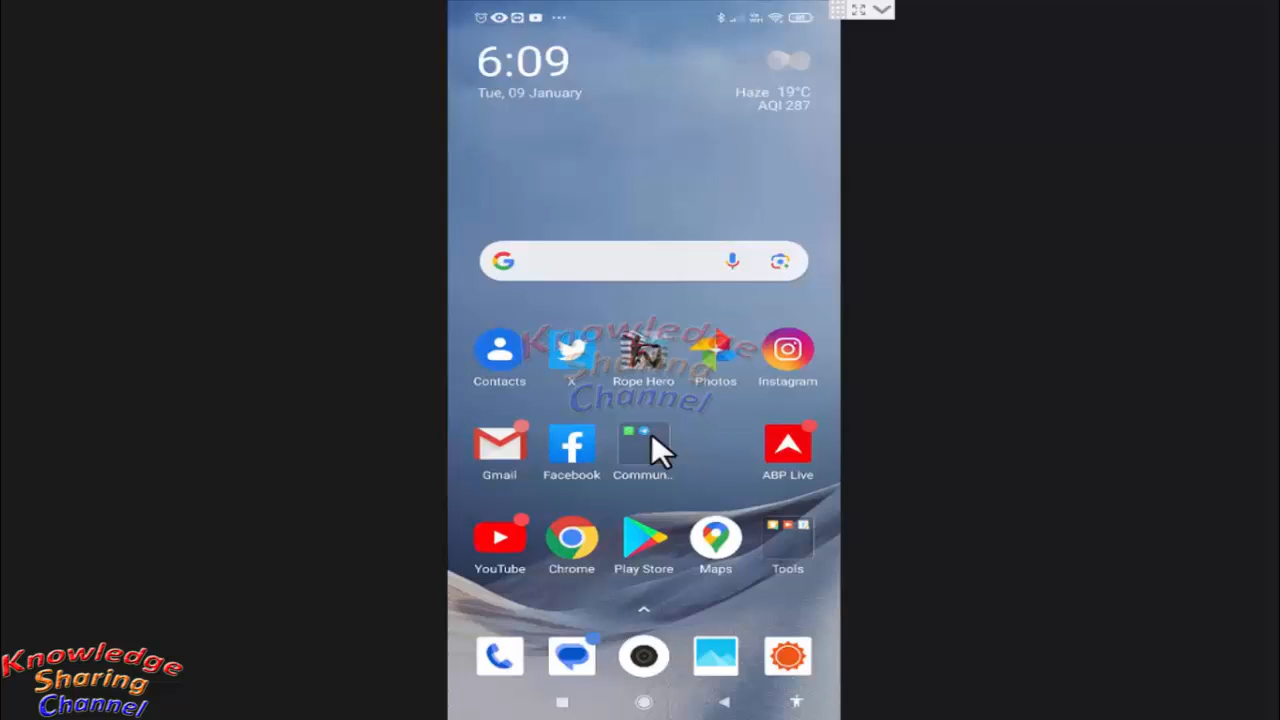 6:09
Tue, 09 January
Haze 19°C
AQI 287
Contacts
X
Rope Hero
Photos
Instagram
Knowledge
Sharing
Channel
Gmail
Facebook
Commun..
ABP Live
YouTube
Chrome
Play Store
Maps
Tools
Knowledge
Sharing
Channel